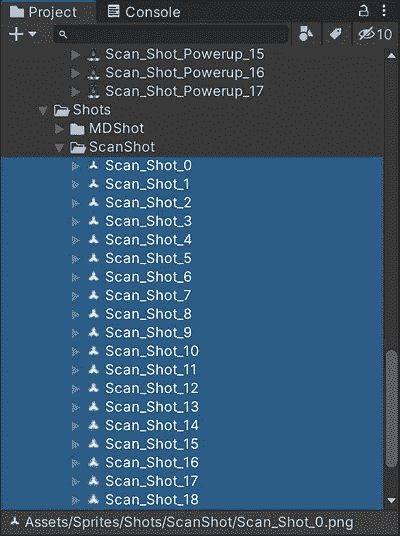 Project Console
10
Scan_Shot_Powerup_15
Scan_Shot_Powerup_16
Scan_Shot_Powerup_17
Shots
MDShot
ScanShot
Scan_Shot_0
Scan_Shot_1
Scan_Shot_2
Scan_Shot_3
Scan_Shot_4
Scan_Shot_5
Scan_Shot_6
Scan_Shot_7
Scan_Shot_8
Scan_Shot_9
Scan_Shot_10
Scan_Shot_11
Scan_Shot_12
Scan_Shot_13
Scan_Shot_14
Scan_Shot_15
Scan_Shot_16
Scan_Shot_17
Scan_Shot_18
Assets/Sprites/Shots/ScanShot/Scan_Shot_0.png